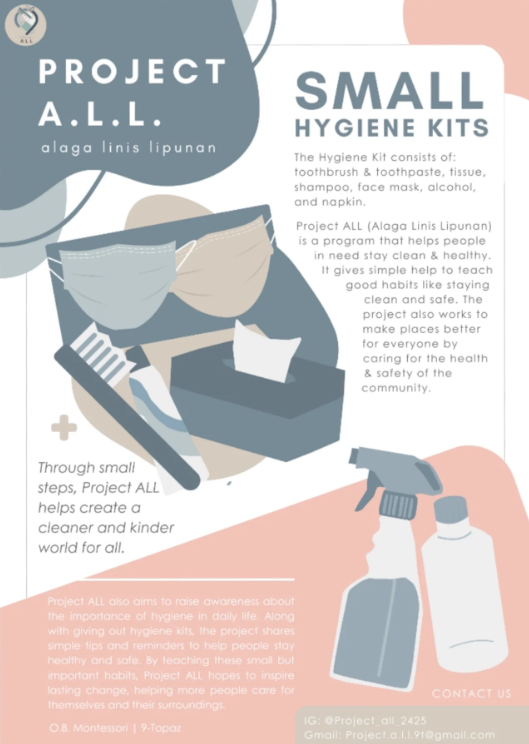 ALL
PROJECT
A.L.L.
alaga linis lipunan
SMALL
HYGIENE KITS
The Hygiene Kit consists of:
toothbrush & toothpaste, tissue,
shampoo, face mask, alcohol,
and napkin.
Project ALL (Alaga Linis Lipunan)
is a program that helps people
in need stay clean & healthy.
It gives simple help to teach
good habits like staying
clean and safe. The
project also works to
make places better
for everyone by
caring for the health
& safety of the
community.
Through small
steps, Project ALL
helps create a
cleaner and kinder
world for all.
Project ALL also aims to raise awareness about
the importance of hygiene in daily life. Along
with giving out hygiene kits, the project shares
simple tips and reminders to help people stay
healthy and safe. By teaching these small but
important habits, Project ALL hopes to inspire
lasting change, helping more people care for
themselves and their surroundings.
O.B. Montessori | 9-Topaz
CONTACT US
IG: @Project_all_2425
Gmail: Project.a.l.l.9t@gmail.com